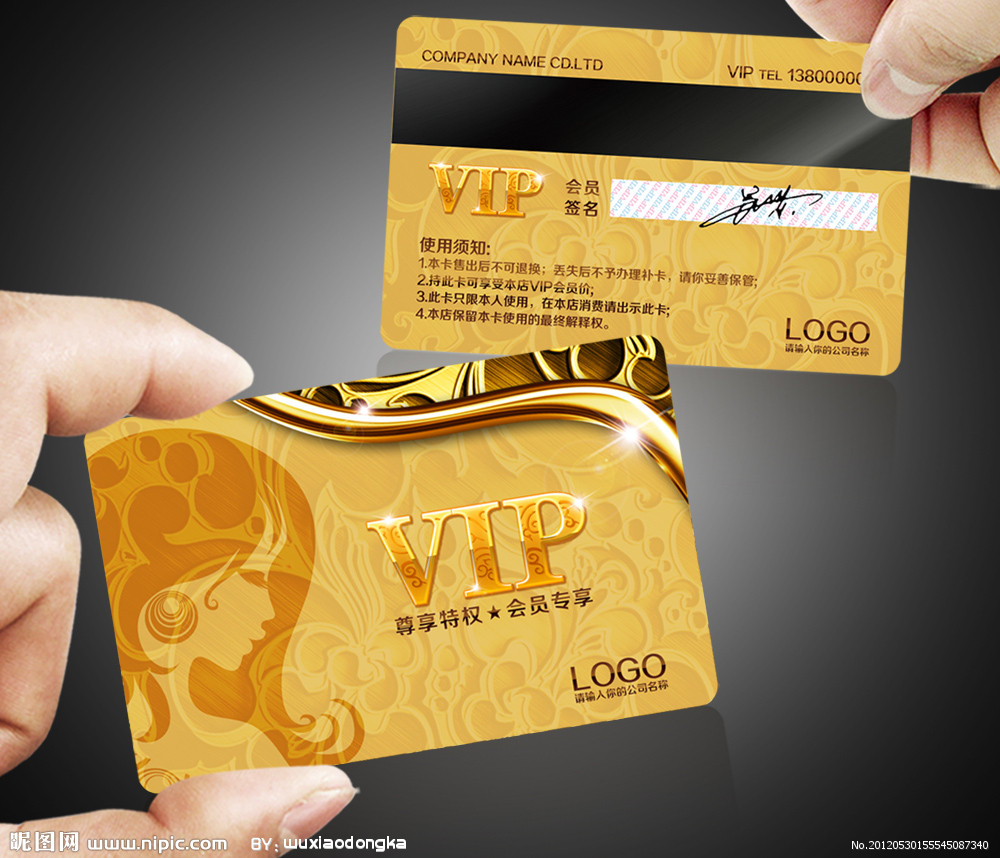 COMPANY NAME CD.LTD
VIP TEL 1380000
VIP
会员
签名
使用须知:
1.本卡售出后不可退换；丢失后不予办理补卡，请你妥善保管;
2.持此卡可享受本店VIP会员价;
3.此卡只限本人使用，在本店消费请出示此卡;
4.本店保留本卡使用的最终解释权。
LOGO
请输入你的公司名称
VIP
尊享特权★会员专享
LOGO
请输入你的公司名称
昵图网 www.nipic.com BY: wuxiaodongka
No.20120530155545087340